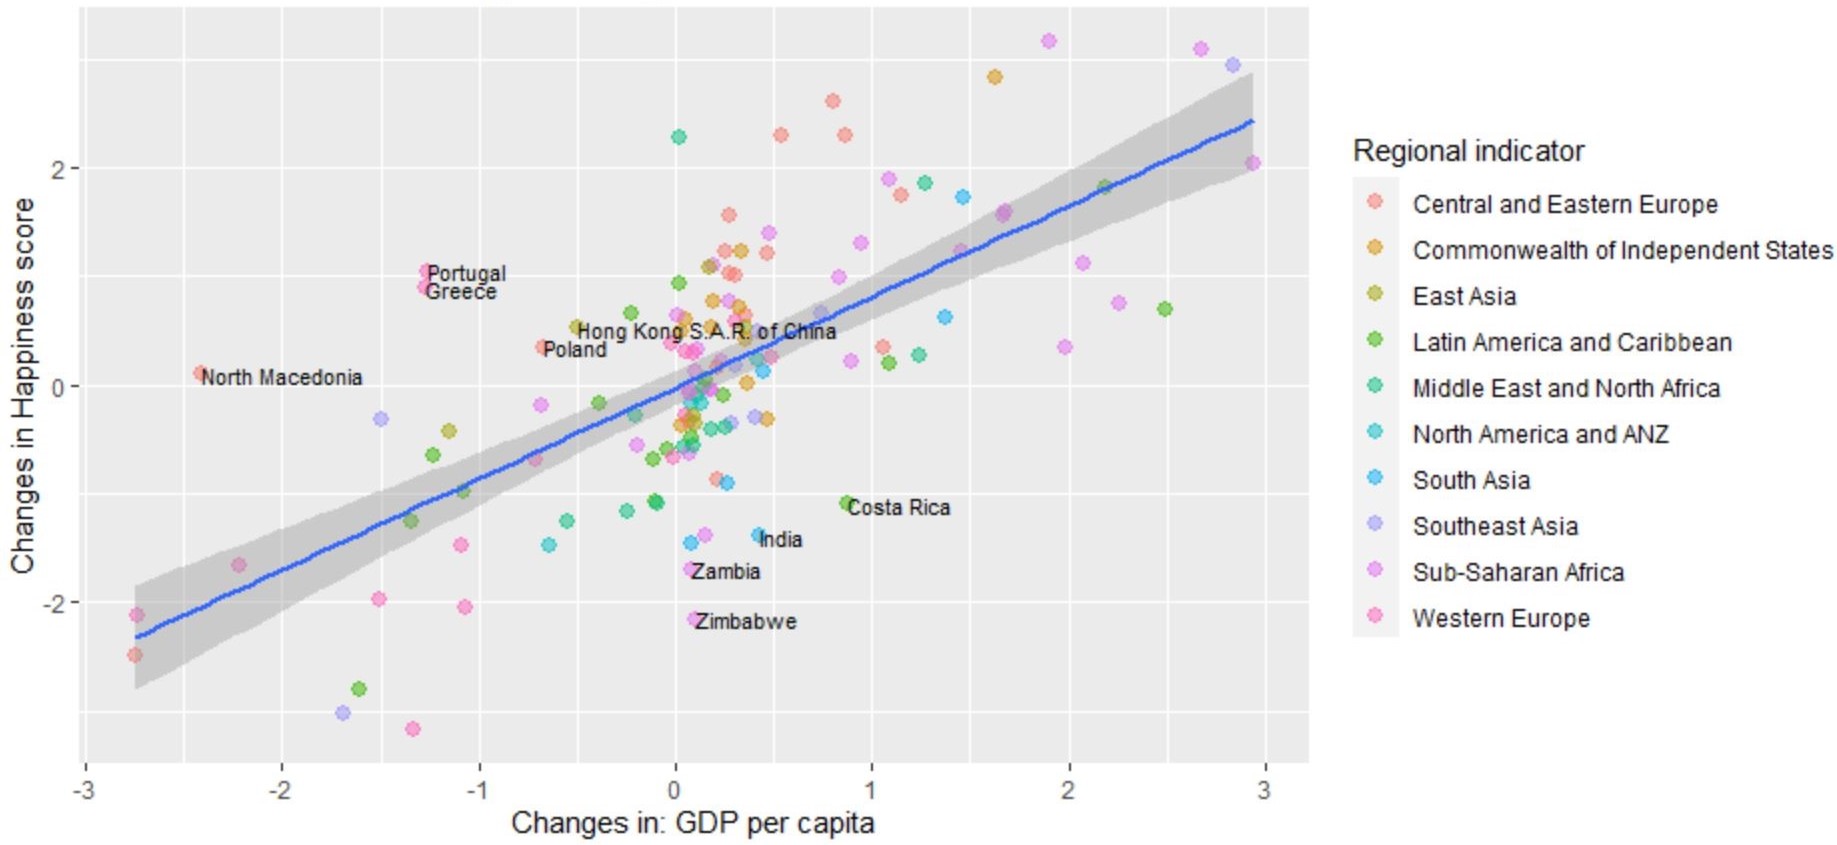 Changes in Happiness score
2
0
-2
Portugal
Greece
Hong Kong S.A.R. of China
Poland
North Macedonia
Costa Rica
India
Zambia
Zimbabwe
-3
-2
-1
0
1
2
3
Changes in: GDP per capita
Regional indicator
Central and Eastern Europe
Commonwealth of Independent States
East Asia
Latin America and Caribbean
Middle East and North Africa
North America and ANZ
South Asia
Southeast Asia
Sub-Saharan Africa
Western Europe